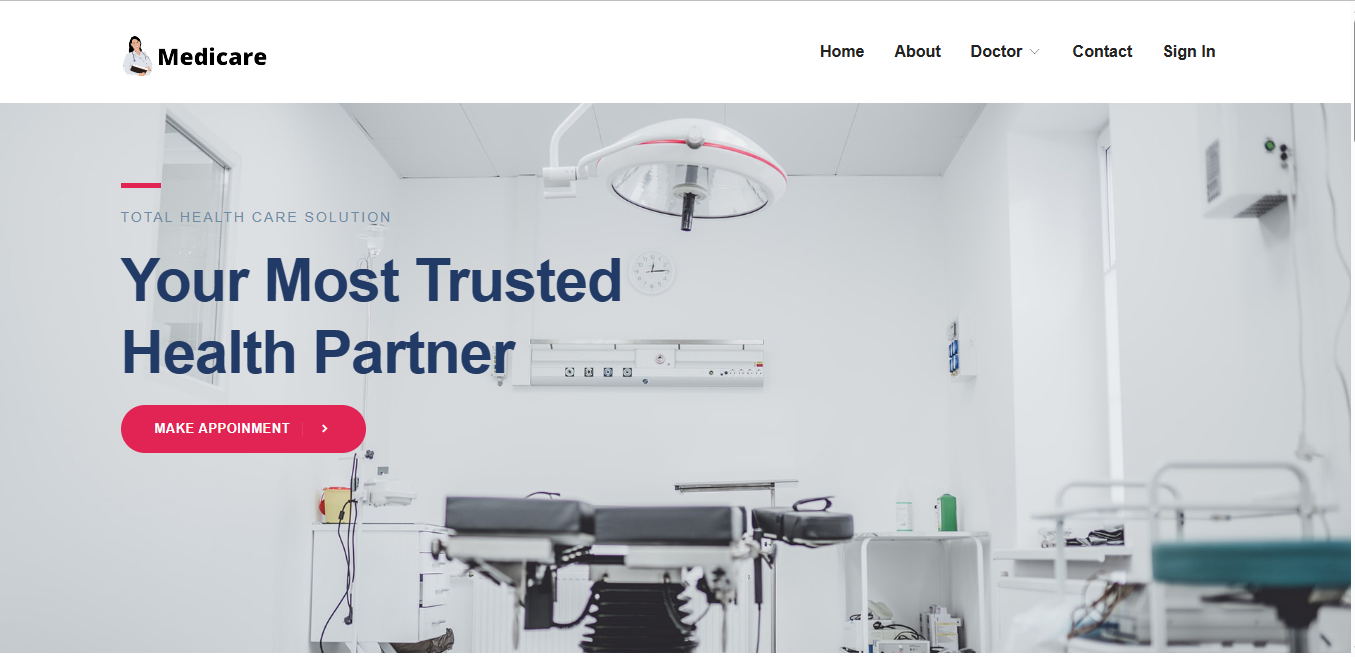 Medicare
Home About Doctor Contact Sign In
TOTAL HEALTH CARE SOLUTION
Your Most Trusted
Health Partner
MAKE APPOINMENT